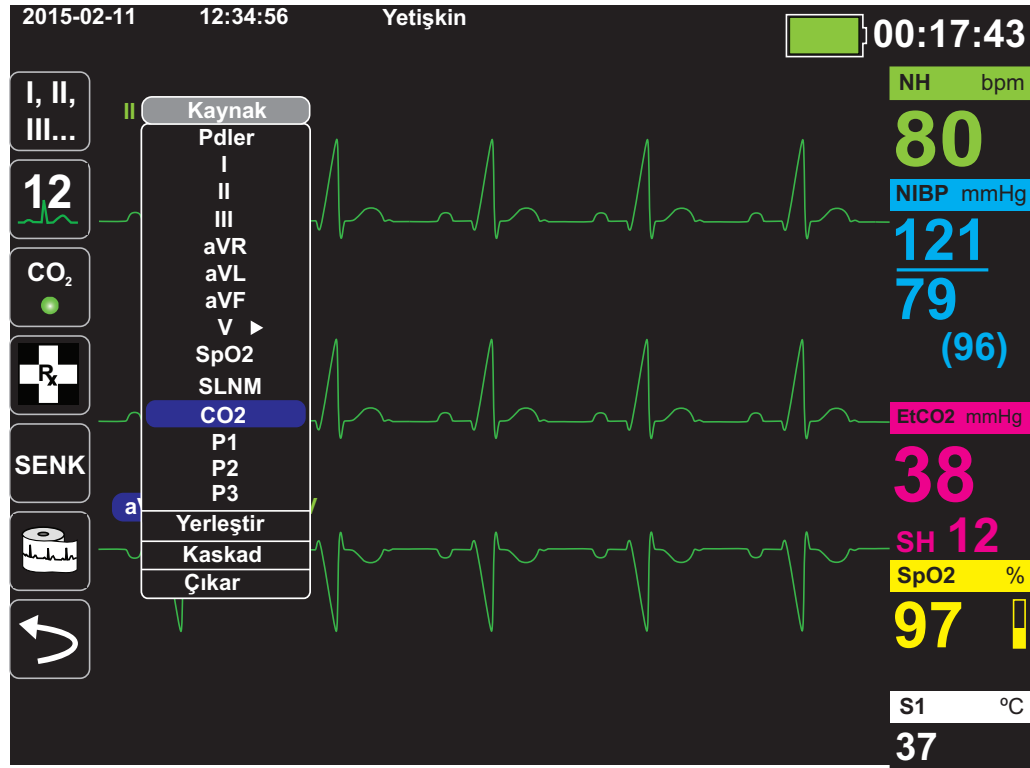 2015-02-11 12:34:56 Yetişkin 00:17:43
I, II,
III...
12
CO₂
Rx
SENK
II
Kaynak
Pdler
I
II
III
aVR
aVL
aVF
V
SpO2
SLNM
CO2
P1
P2
P3
Yerleştir
Kaskad
Çıkar
NH bpm
80
NIBP mmHg
121
79
(96)
EtCO2 mmHg
38
SH 12
SpO2 %
97
S1 ºC
37